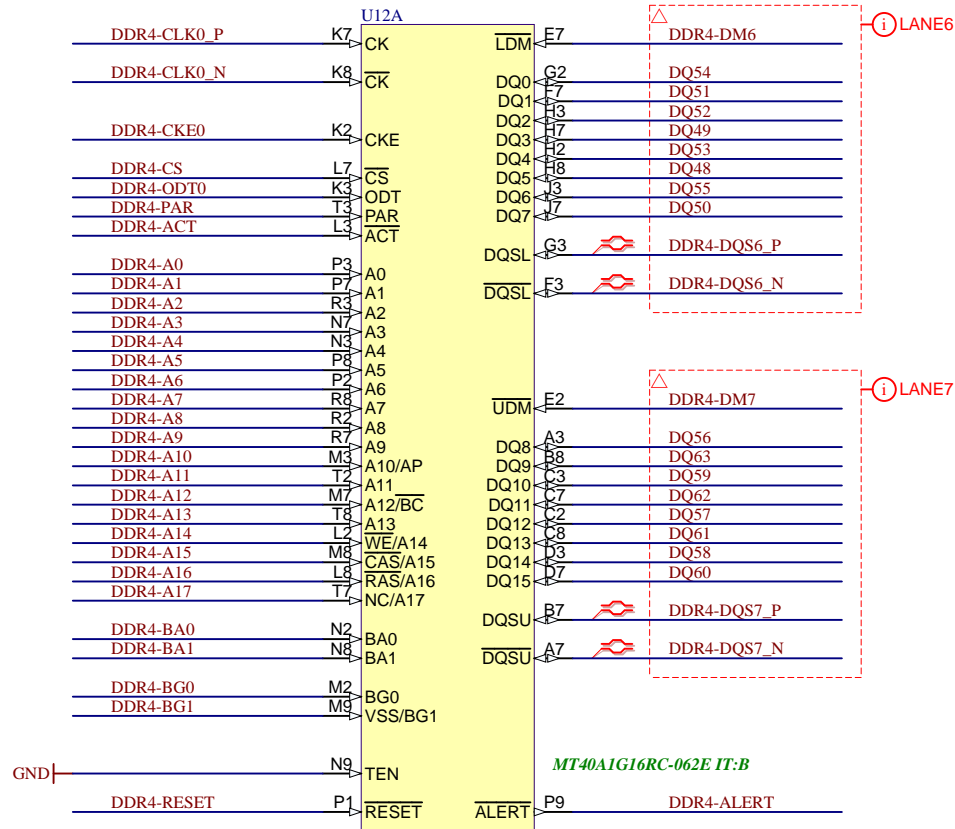 U12A
DDR4-CLK0_P K7 CK
DDR4-CLK0_N K8 CK
DDR4-CKE0 K2 CKE
DDR4-CS L7 CS
DDR4-ODT0 K3 ODT
DDR4-PAR T3 PAR
DDR4-ACT L3 ACT
DDR4-A0 P3 A0
DDR4-A1 P7 A1
DDR4-A2 R3 A2
DDR4-A3 N7 A3
DDR4-A4 N3 A4
DDR4-A5 P8 A5
DDR4-A6 P2 A6
DDR4-A7 R8 A7
DDR4-A8 R2 A8
DDR4-A9 R7 A9
DDR4-A10 M3 A10/AP
DDR4-A11 T2 A11
DDR4-A12 M7 A12/BC
DDR4-A13 T8 A13
DDR4-A14 L2 WE/A14
DDR4-A15 M8 CAS/A15
DDR4-A16 L8 RAS/A16
DDR4-A17 T7 NC/A17
DDR4-BA0 N2 BA0
DDR4-BA1 N8 BA1
DDR4-BG0 M2 BG0
DDR4-BG1 M9 VSS/BG1
GND N9 TEN
DDR4-RESET P1 RESET
LDM E7 DDR4-DM6
i LANE6
DQ0 G2 DQ54
DQ1 F7 DQ51
DQ2 H3 DQ52
DQ3 H7 DQ49
DQ4 H2 DQ53
DQ5 H8 DQ48
DQ6 J3 DQ55
DQ7 J7 DQ50
DQSL G3 DDR4-DQS6_P
DQSL F3 DDR4-DQS6_N
UDM E2 DDR4-DM7
i LANE7
DQ8 A3 DQ56
DQ9 B8 DQ63
DQ10 C3 DQ59
DQ11 C7 DQ62
DQ12 C2 DQ57
DQ13 C8 DQ61
DQ14 D3 DQ58
DQ15 D7 DQ60
DQSU B7 DDR4-DQS7_P
DQSU A7 DDR4-DQS7_N
MT40A1G16RC-062E IT:B
ALERT P9 DDR4-ALERT